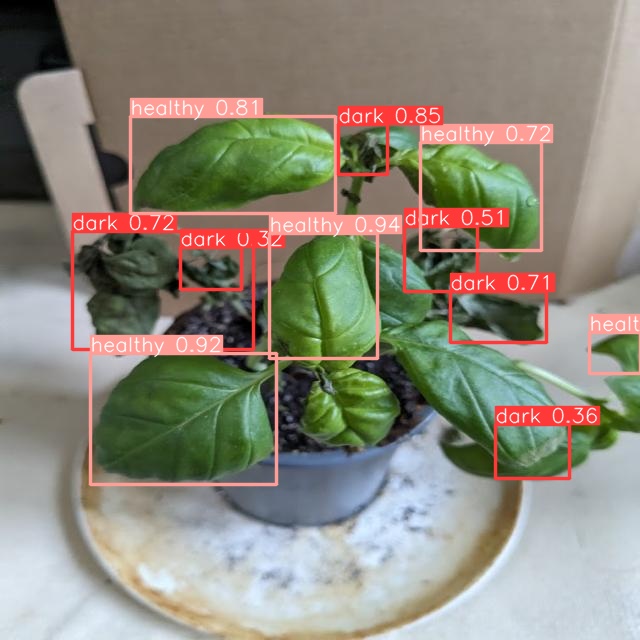 healthy 0.81
dark 0.85
healthy 0.72
dark 0.72
dark 0.32
healthy 0.94
dark 0.51
dark 0.71
healthy 0.92
healt
dark 0.36